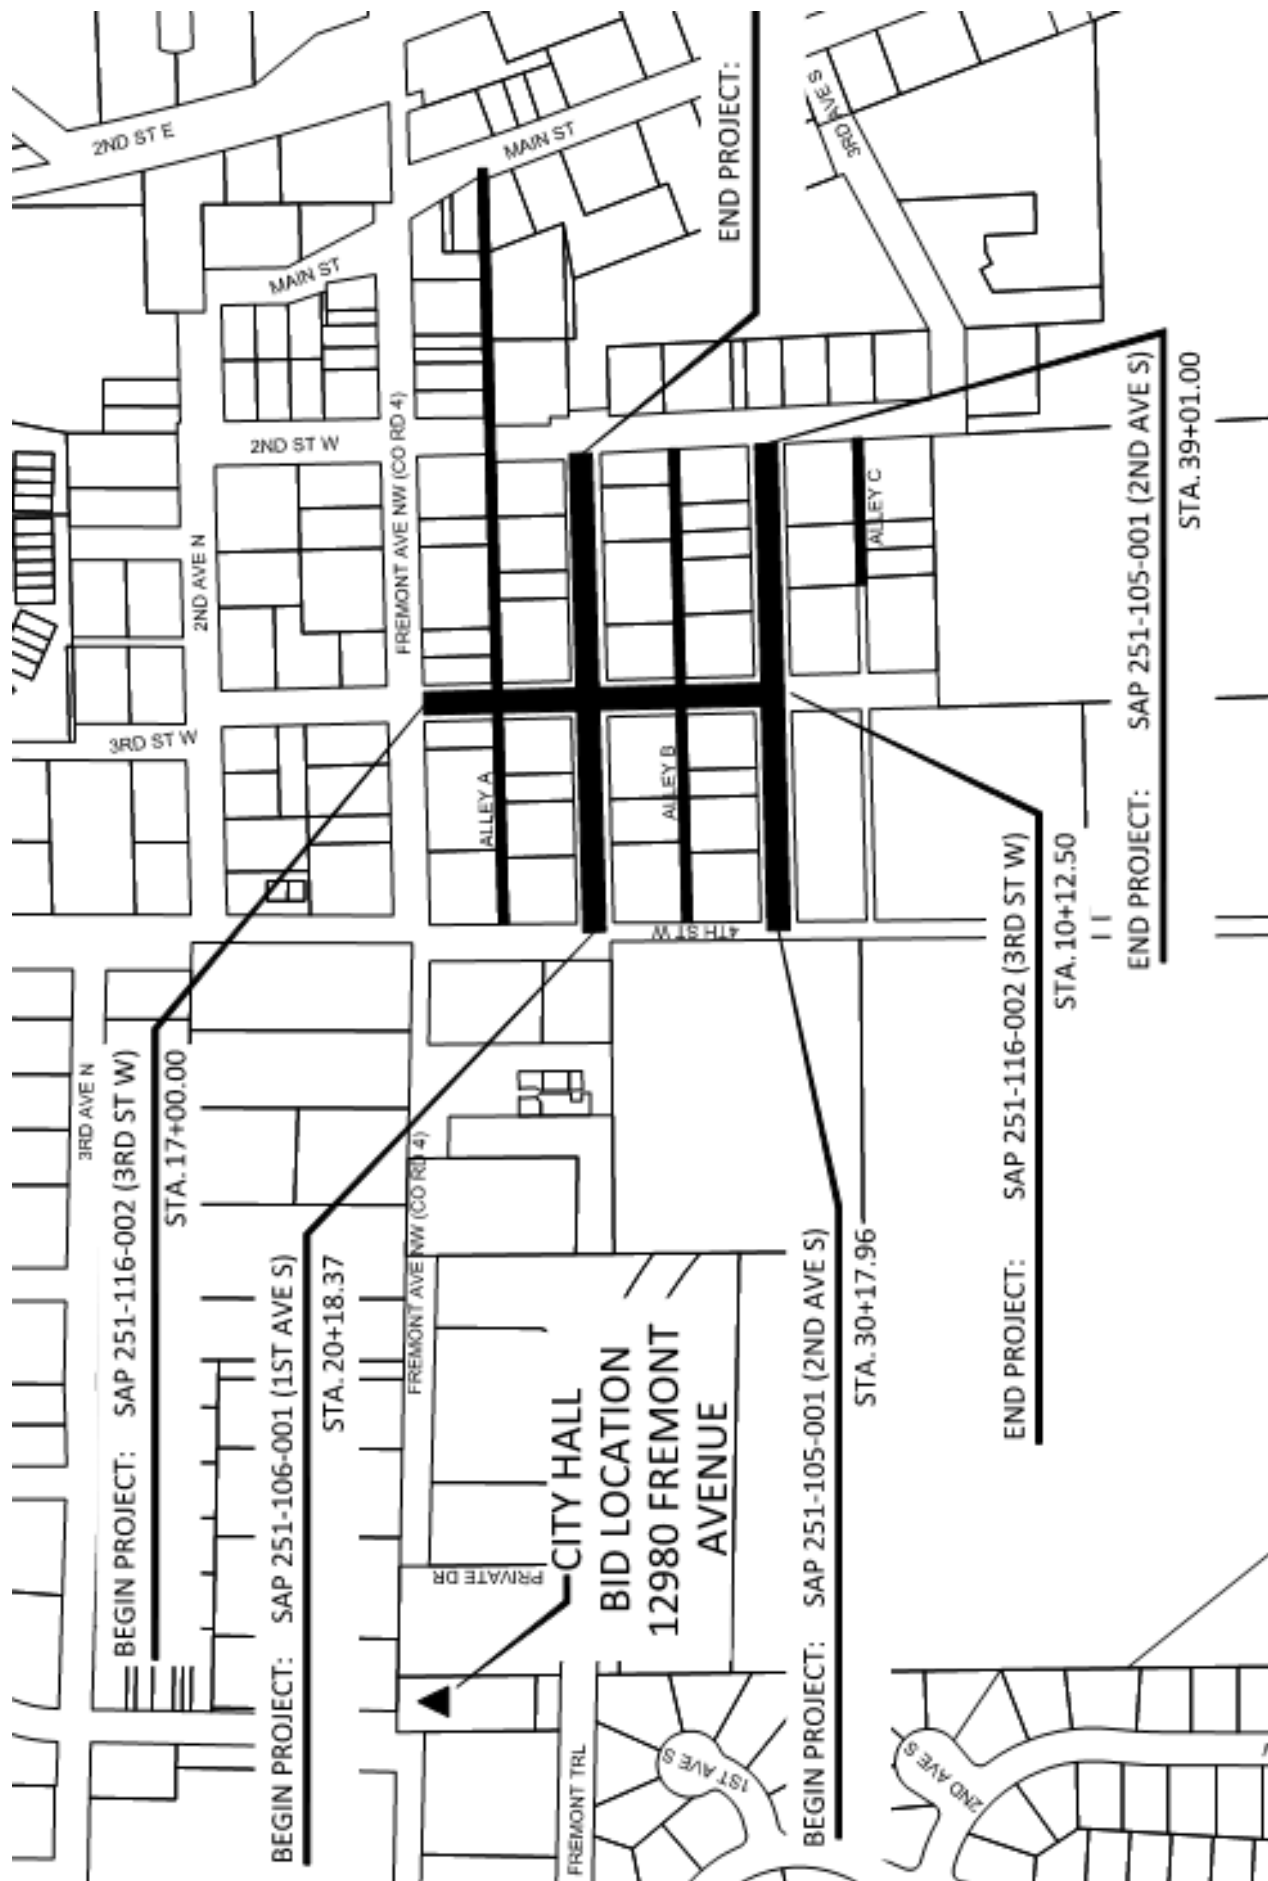 BEGIN PROJECT: SAP 251-116-002 (3RD ST W)
STA. 17+00.00
BEGIN PROJECT: SAP 251-106-001 (1ST AVE S)
STA. 20+18.37
CITY HALL
BID LOCATION
12980 FREMONT
AVENUE
BEGIN PROJECT: SAP 251-105-001 (2ND AVE S)
STA. 30+17.96
END PROJECT: SAP 251-116-002 (3RD ST W)
STA. 10+12.50
END PROJECT: SAP 251-105-001 (2ND AVE S)
STA. 39+01.00
END PROJECT:
3RD AVE N
3RD ST W
2ND AVE N
2ND ST W
2ND ST E
MAIN ST
MAIN ST
FREMONT AVE NW (CO RD 4)
FREMONT AVE NW (CO RD 4)
ALLEY A
ALLEY B
ALLEY C
4TH ST W
3RD AVE S
PRIVATE DR
FREMONT TRL
1ST AVE S
2ND AVE S